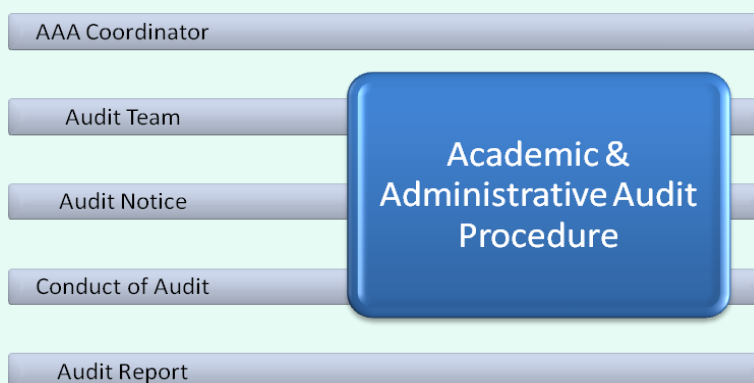 AAA Coordinator
Audit Team
Audit Notice
Conduct of Audit
Audit Report
Academic &
Administrative Audit
Procedure